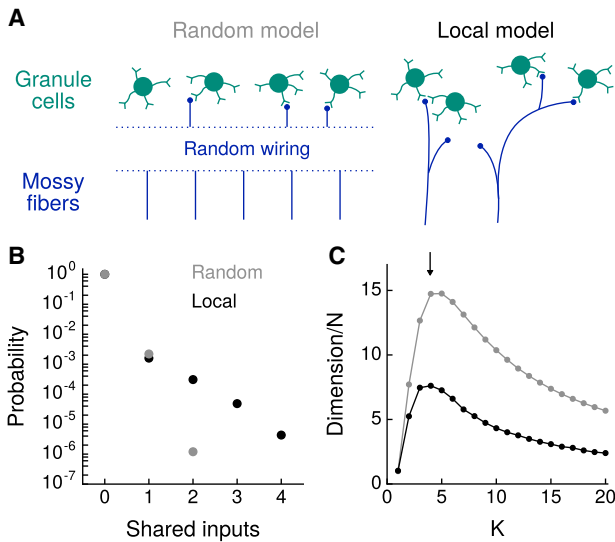 A
Random model
Local model
Granule
cells
Random wiring
Mossy
fibers
B
Random
Local
10^0
10^-1
10^-2
10^-3
10^-4
10^-5
10^-6
10^-7
Probability
0 1 2 3 4
Shared inputs
C
15
10
5
0
Dimension/N
0 5 10 15 20
K